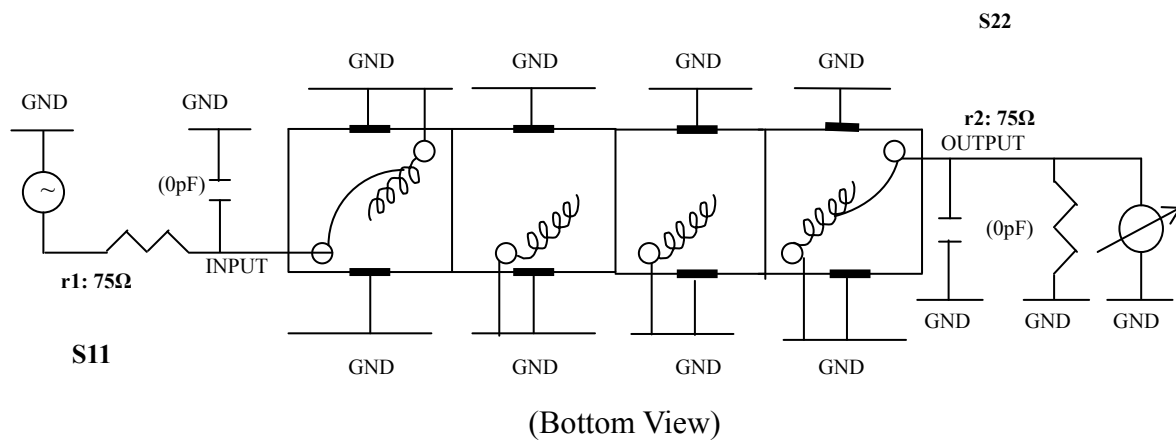 S22
GND GND GND GND
GND GND r2: 75Ω
OUTPUT
~
(0pF) (0pF)
INPUT
r1: 75Ω
GND GND GND
S11 GND GND GND GND
(Bottom View)